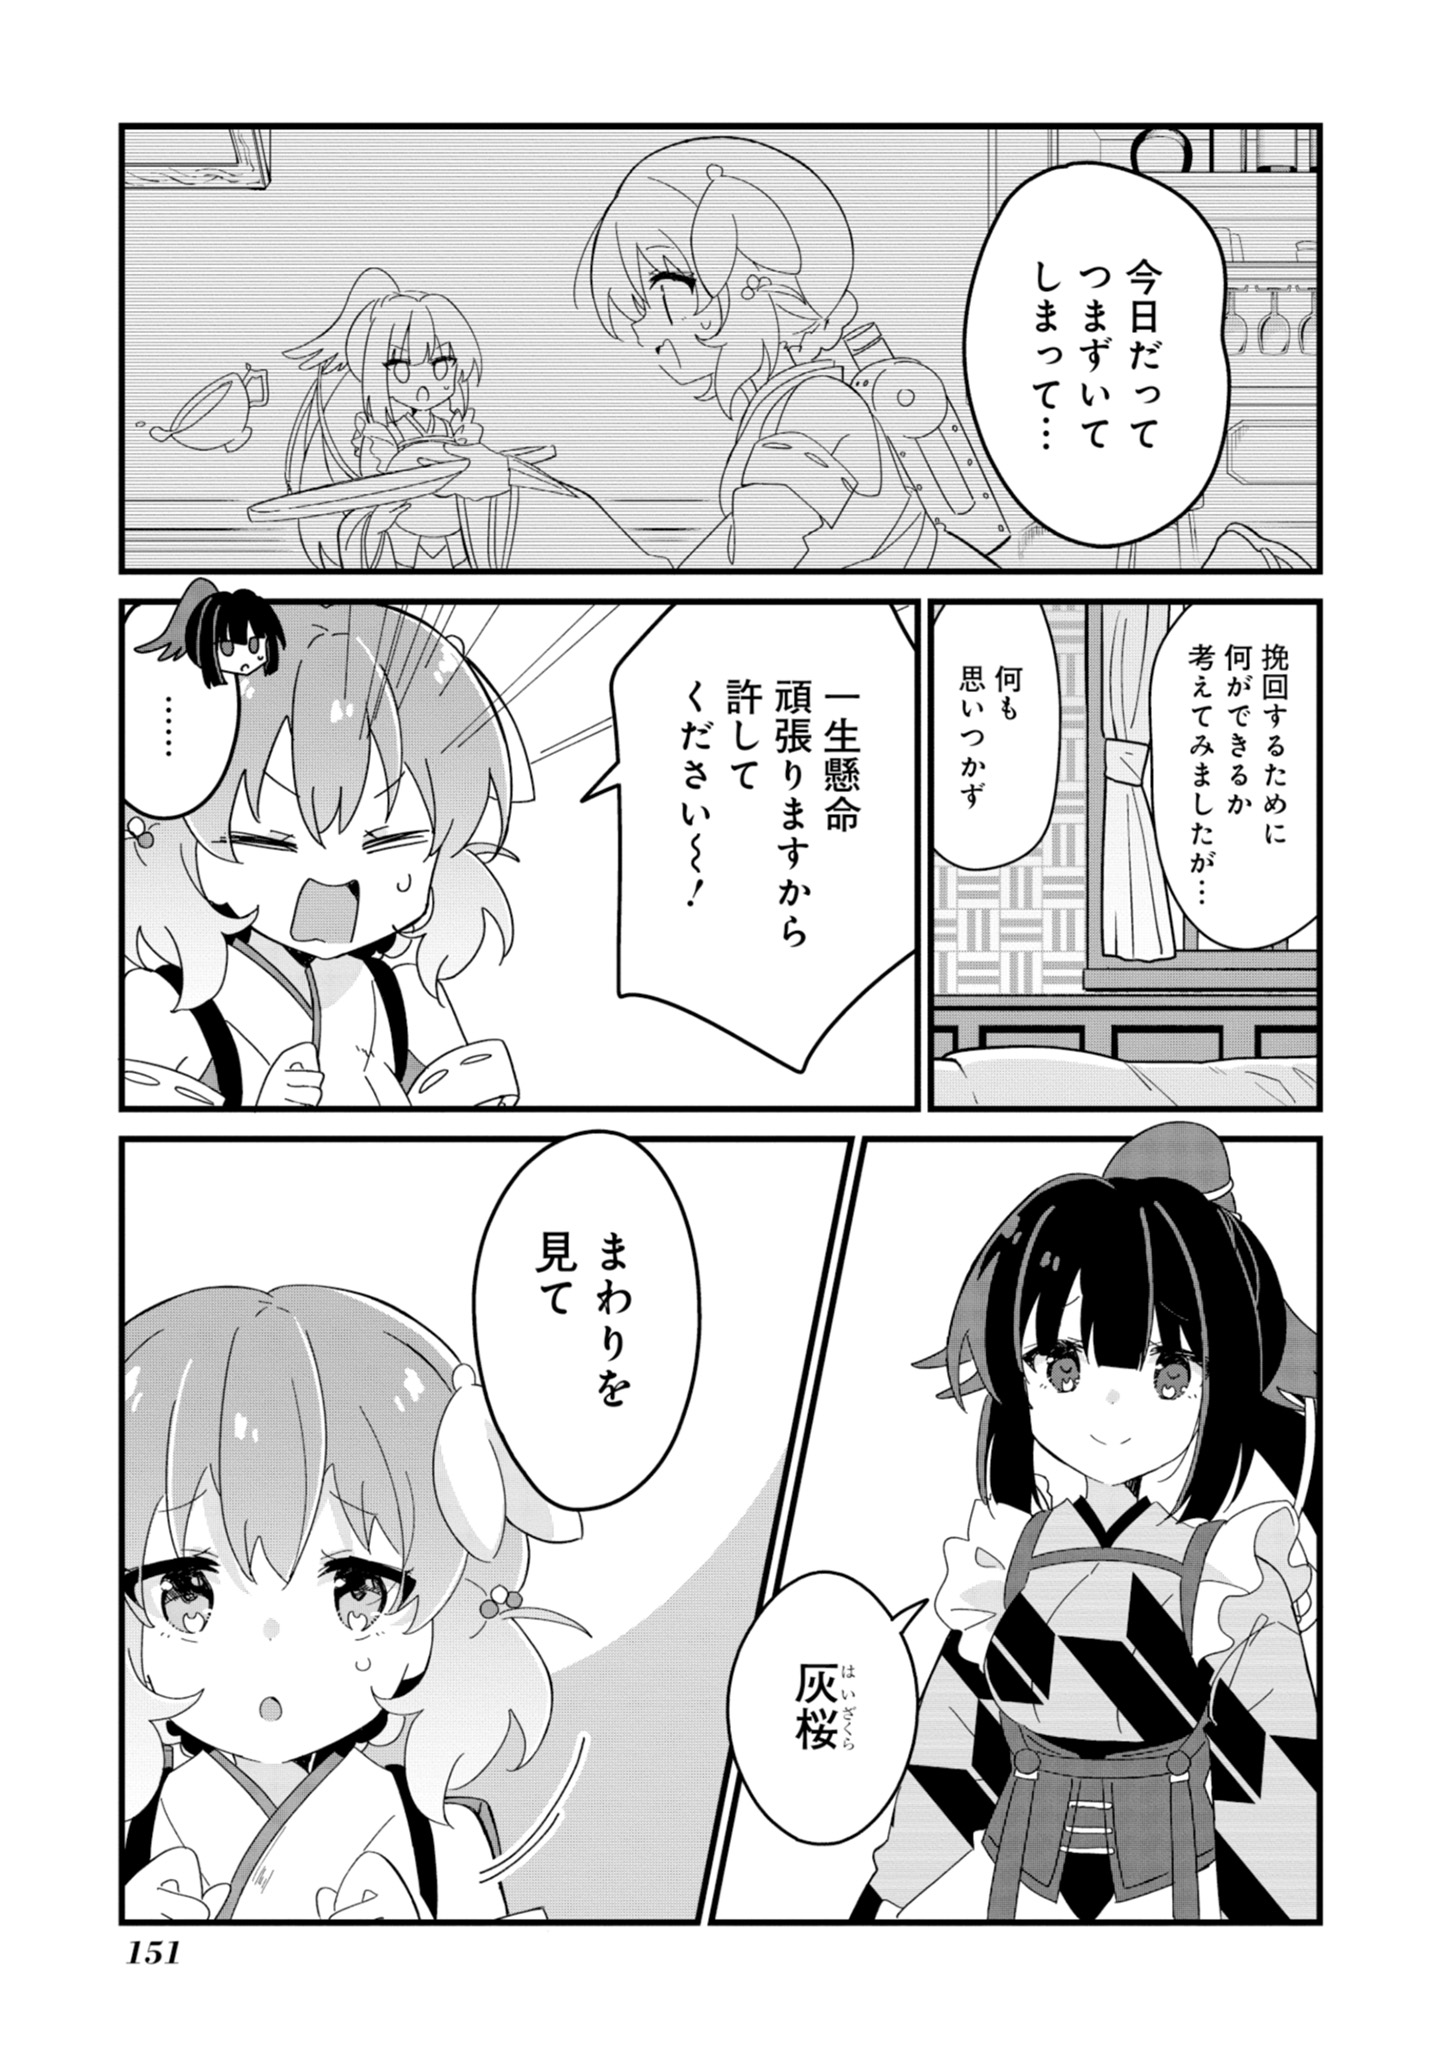 今日だって
つまずいて
しまって…
挽回するために
何ができるか
考えてみましたが…
何も
思いつかず
一生懸命
頑張りますから
許して
ください～！
……
灰桜
はいざくら
まわりを
見て
151